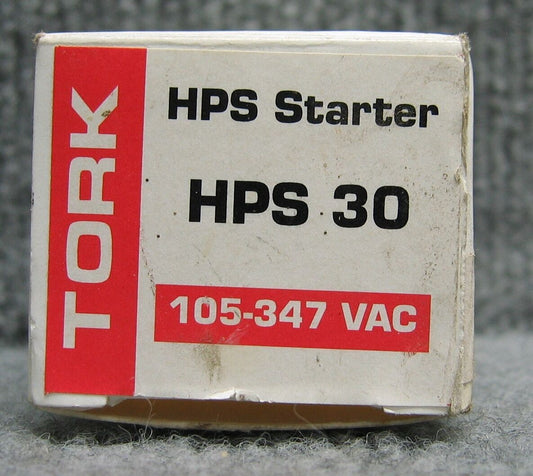 TORK
HPS Starter
HPS 30
105-347 VAC